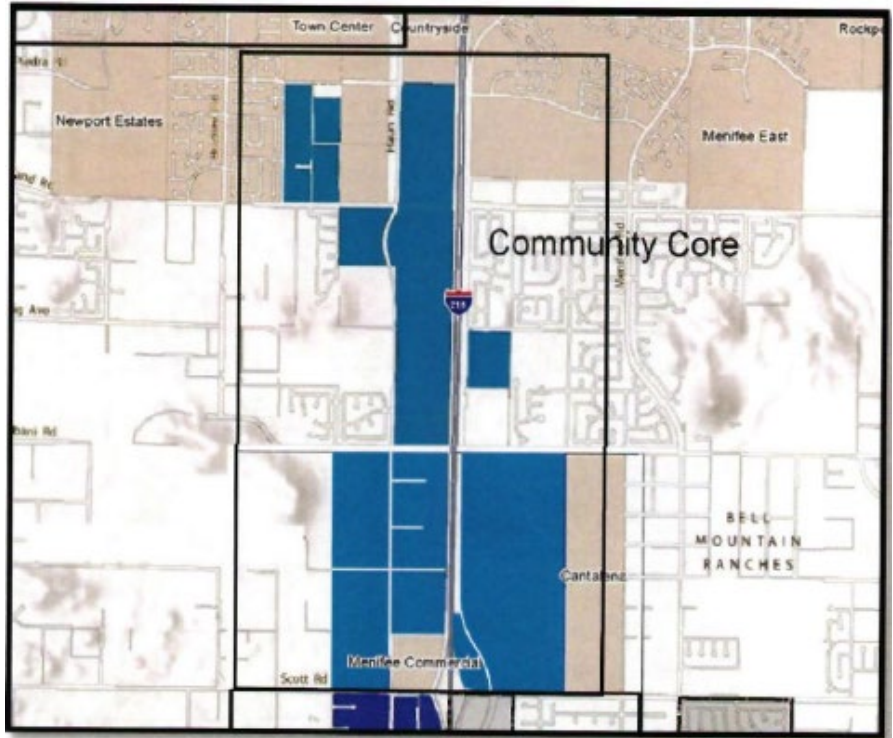 Town Center
Countryside
Newport Estates
Haun Rd
Menifee East
Community Core
215
BELL
MOUNTAIN
RANCHES
Cantalena
Menifee Commercial
Scott Rd